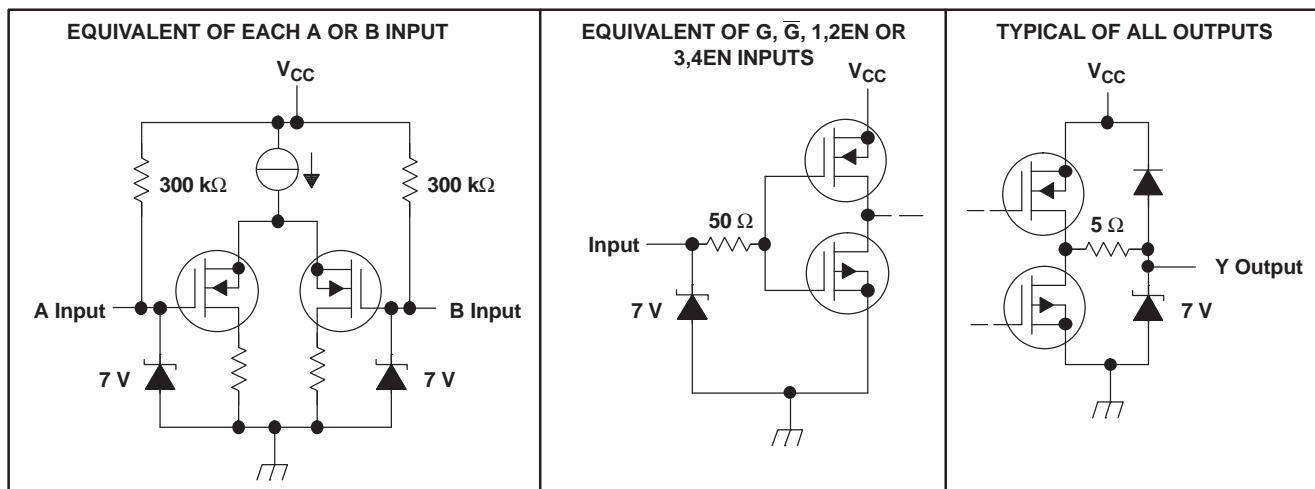 EQUIVALENT OF EACH A OR B INPUT
VCC
300 kΩ
300 kΩ
A Input
B Input
7 V
7 V
EQUIVALENT OF G, G̅, 1,2EN OR
3,4EN INPUTS
VCC
50 Ω
Input
7 V
TYPICAL OF ALL OUTPUTS
VCC
5 Ω
Y Output
7 V